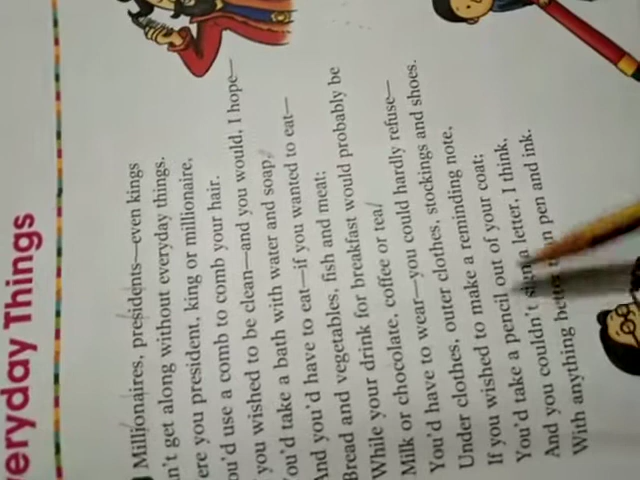 eryday Things
Millionaires, presidents—even kings
n't get along without everyday things.
ere you president, king or millionaire,
ou'd use a comb to comb your hair.
you wished to be clean—and you would, I hope—
ou'd take a bath with water and soap,
And you'd have to eat—if you wanted to eat—
Bread and vegetables, fish and meat;
While your drink for breakfast would probably be
Milk or chocolate, coffee or tea/
You'd have to wear—you could hardly refuse—
Under clothes, outer clothes, stockings and shoes.
If you wished to make a reminding note,
You'd take a pencil out of your coat;
And you couldn't sign a letter, I think,
With anything better than pen and ink.